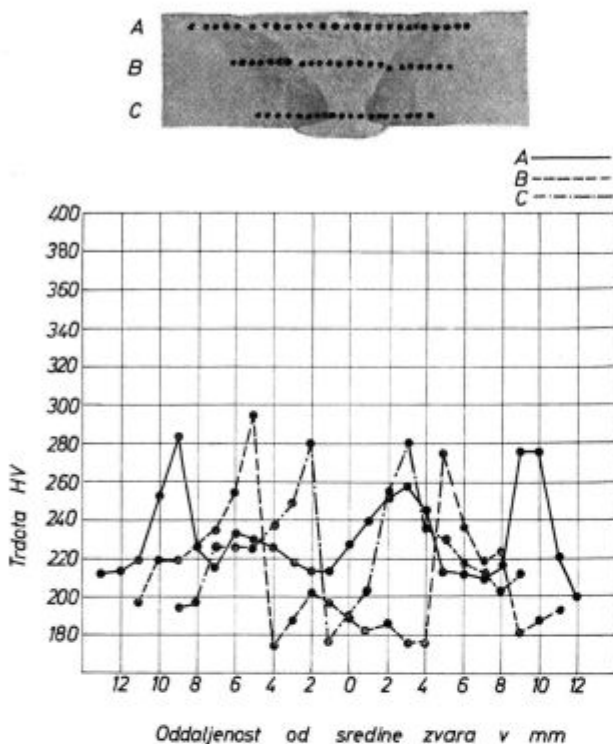 A
B
C
A
B
C
400
380
360
340
320
300
280
260
240
220
200
180
Trdota HV
12 10 8 6 4 2 0 2 4 6 8 10 12
Oddaljenost od sredine zvara v mm